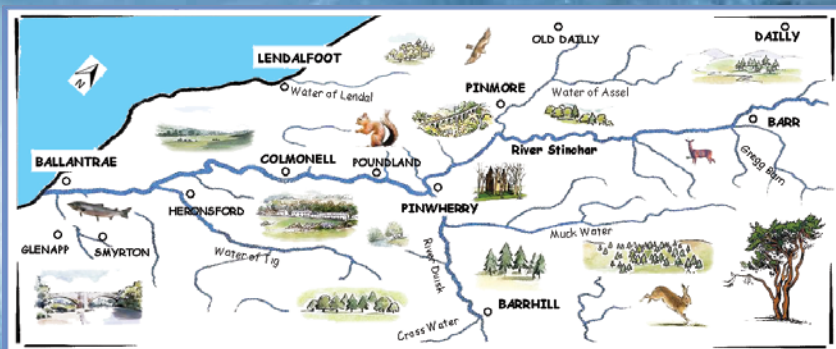 OLD DAILLY
DAILLY
LENDALFOOT
N
Water of Lendal
PINMORE
Water of Assel
BARR
River Stinchar
BALLANTRAE
COLMONELL
POUNDLAND
Gregg Barn
HERONSFORD
PINWHERRY
GLENAPP
SMYRTON
Muck Water
Water of Tig
River Duisk
BARRHILL
Cross Water